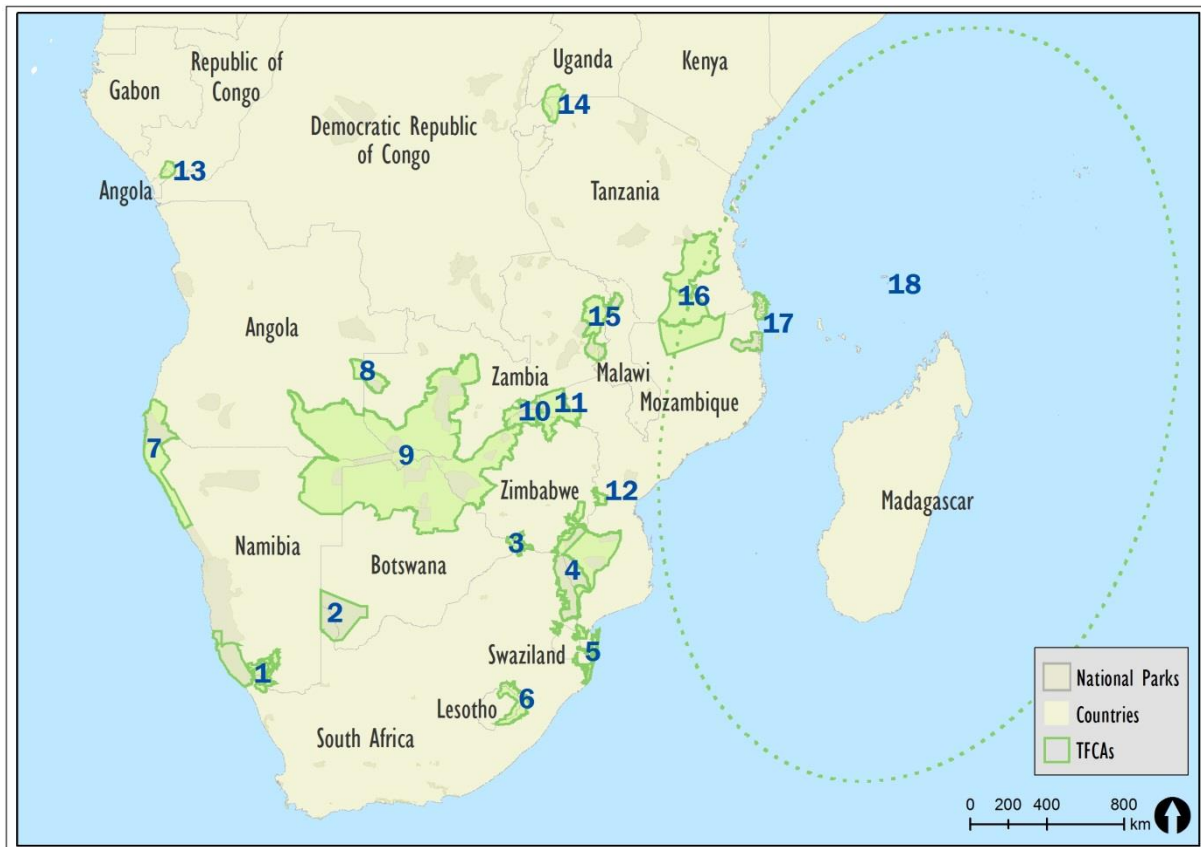 Republic of
Congo
Gabon
Uganda
Kenya
14
Democratic Republic
of Congo
13
Angola
Tanzania
16
18
15
17
Angola
8
Zambia
Malawi
10
11
Mozambique
7
9
12
Zimbabwe
Madagascar
3
Namibia
Botswana
4
2
5
Swaziland
1
6
Lesotho
South Africa
National Parks
Countries
TFCAs
0 200 400 800
km